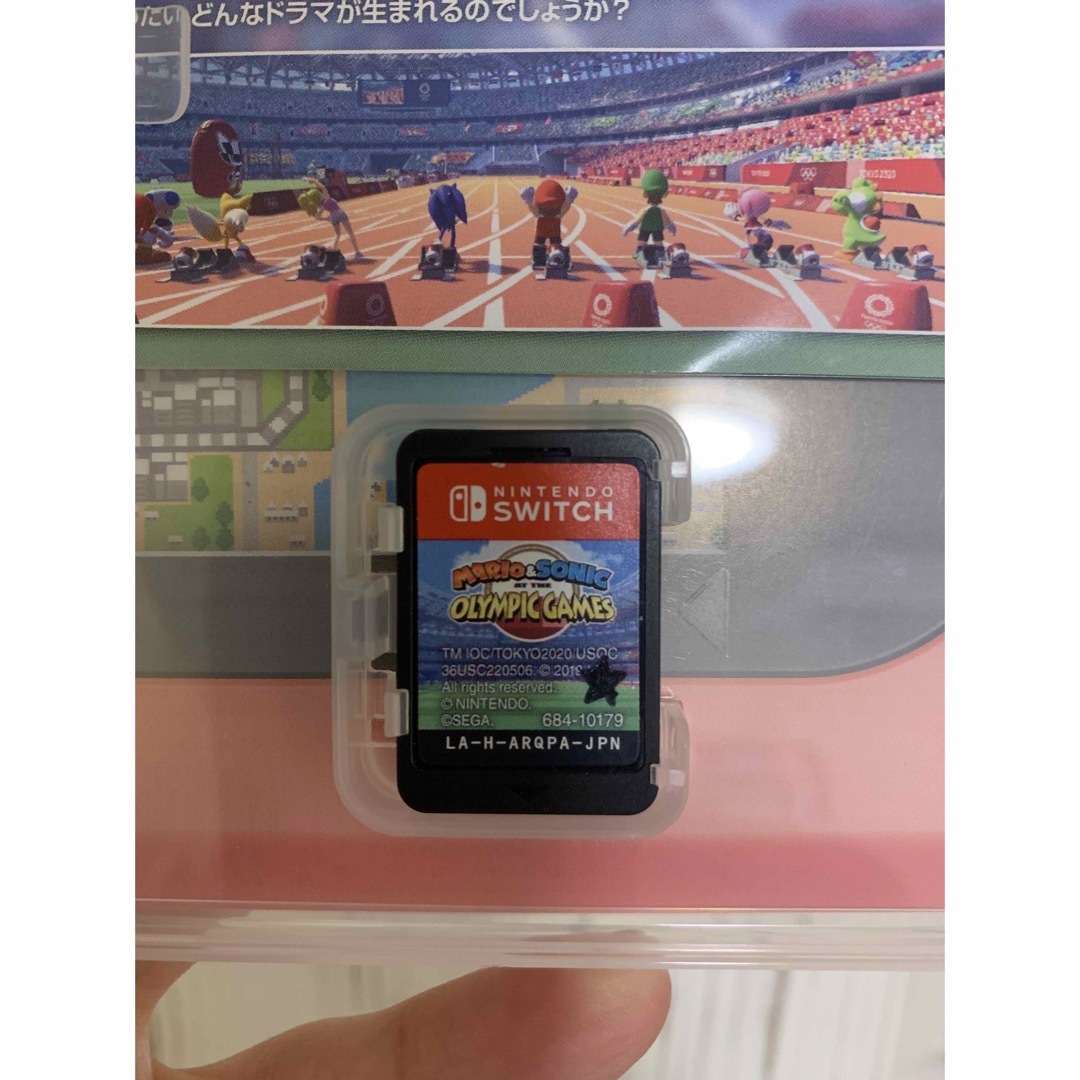 どんなドラマが生まれるのでしょうか？
TOKYO 2020
NINTENDO
SWITCH
MARIO & SONIC
AT THE
OLYMPIC GAMES
TM IOC/TOKYO2020/USOC
36USC220506. © 2019
All rights reserved.
© NINTENDO.
©SEGA. 684-10179
LA-H-ARQPA-JPN